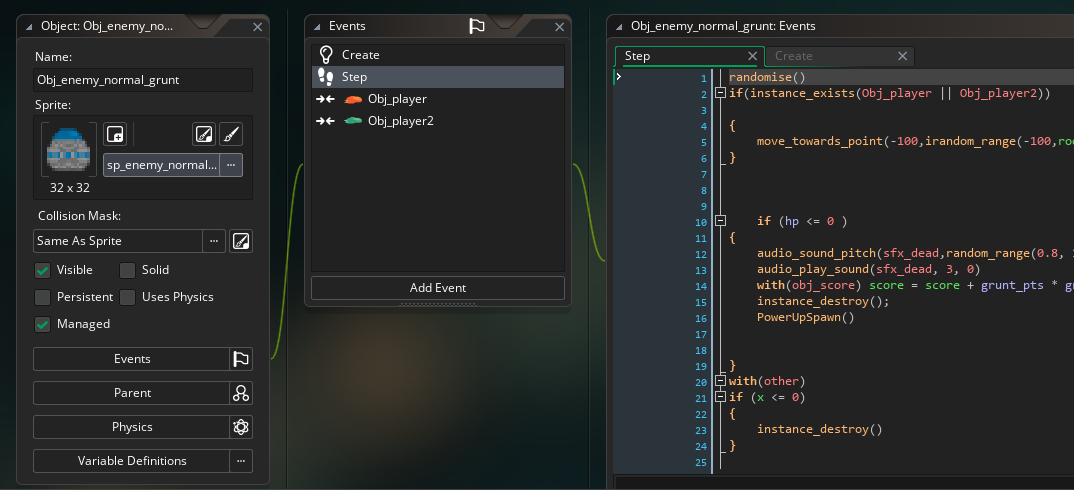 Object: Obj_enemy_no...
Name:
Obj_enemy_normal_grunt
Sprite:
sp_enemy_normal...
32 x 32
Collision Mask:
Same As Sprite
Visible
Solid
Persistent
Uses Physics
Managed
Events
Parent
Physics
Variable Definitions
Events
Create
Step
Obj_player
Obj_player2
Add Event
Obj_enemy_normal_grunt: Events
Step
Create
1 randomise()
2 if(instance_exists(Obj_player || Obj_player2))
3
4 {
5 move_towards_point(-100,irandom_range(-100,roo
6 }
7
8
9
10 if (hp <= 0 )
11 {
12 audio_sound_pitch(sfx_dead,random_range(0.8,
13 audio_play_sound(sfx_dead, 3, 0)
14 with(obj_score) score = score + grunt_pts * g
15 instance_destroy();
16 PowerUpSpawn()
17
18
19 }
20 with(other)
21 if (x <= 0)
22 {
23 instance_destroy()
24 }
25